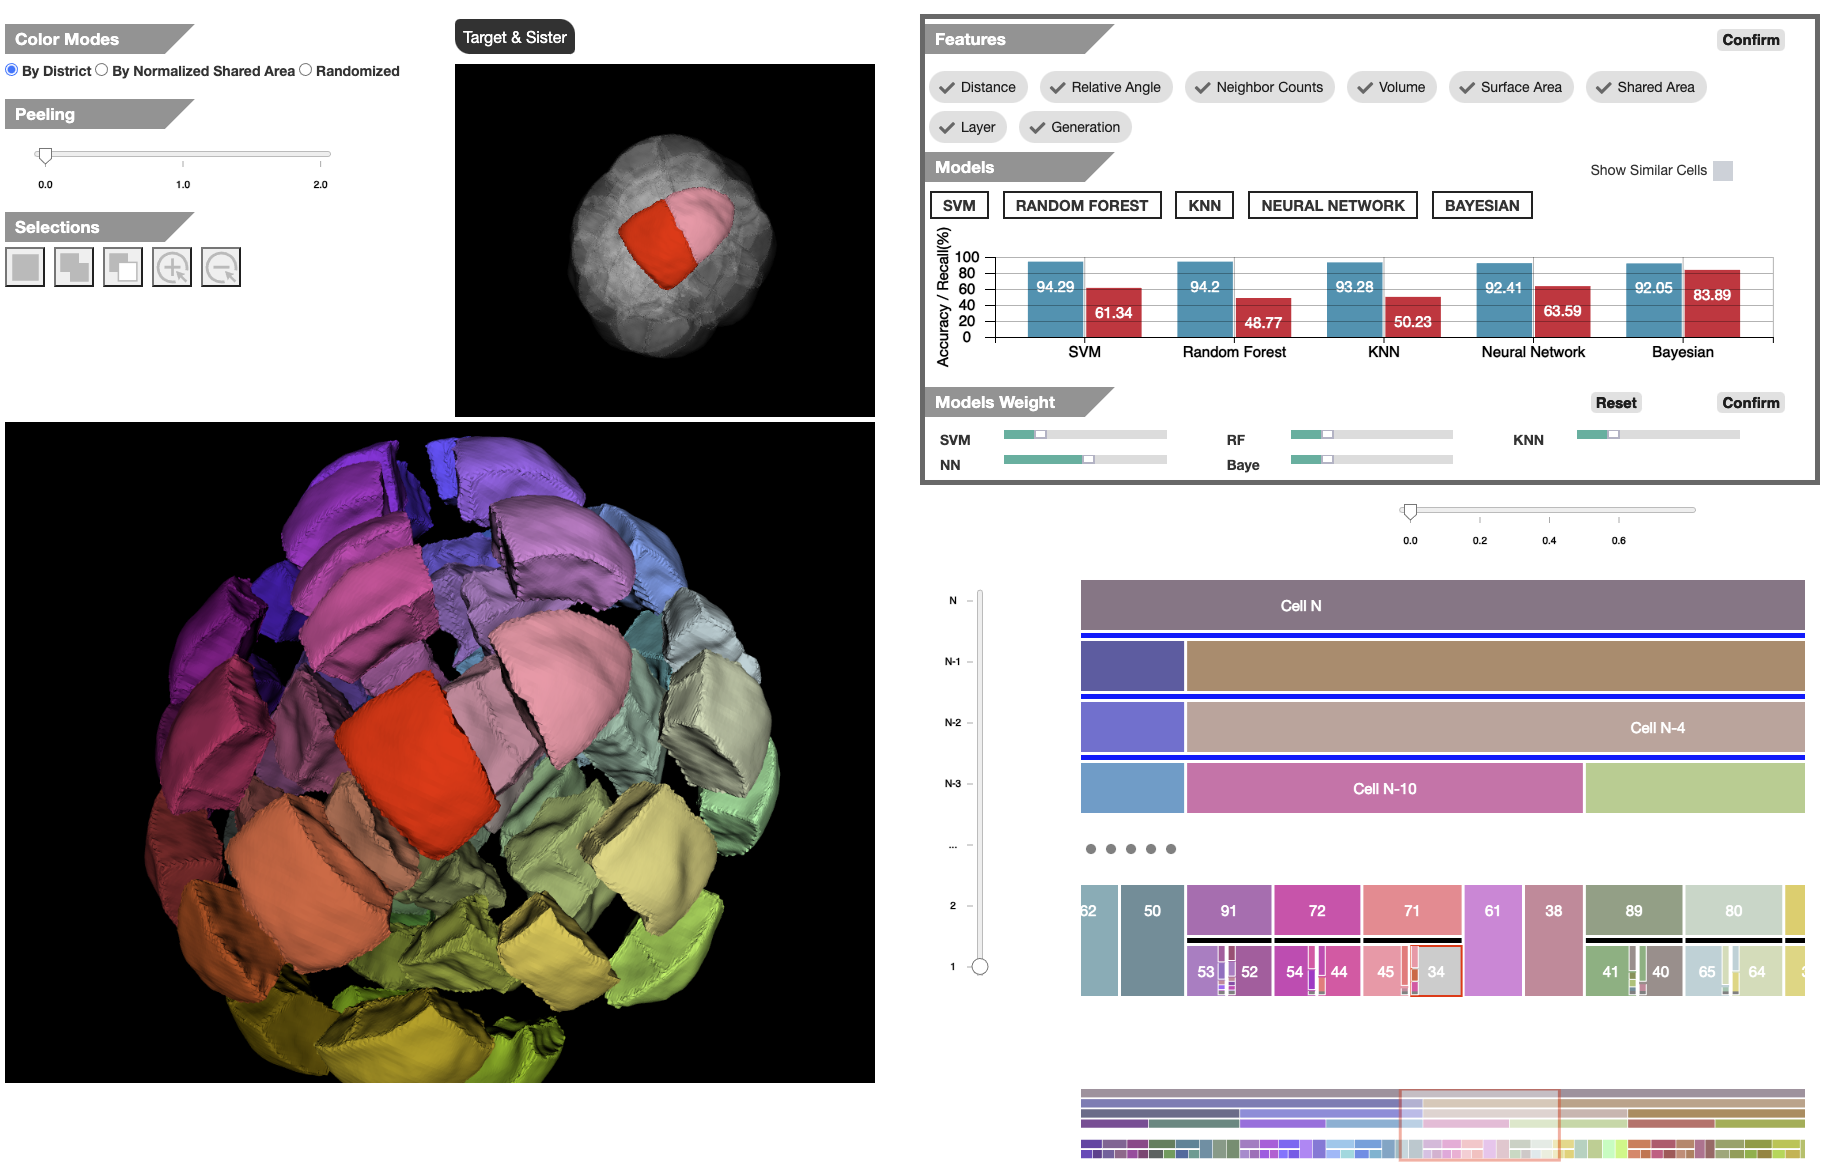 Color Modes
By District By Normalized Shared Area Randomized
Peeling
0.0 1.0 2.0
Selections
Target & Sister
Features Confirm
Distance Relative Angle Neighbor Counts Volume Surface Area Shared Area
Layer Generation
Models
Show Similar Cells
SVM RANDOM FOREST KNN NEURAL NETWORK BAYESIAN
Accuracy / Recall(%)
100
80
60
40
20
0
94.29 61.34 94.2 48.77 93.28 50.23 92.41 63.59 92.05 83.89
SVM Random Forest KNN Neural Network Bayesian
Models Weight Reset Confirm
SVM RF KNN
NN Baye
0.0 0.2 0.4 0.6
N Cell N
N-1
N-2 Cell N-4
N-3 Cell N-10
...
2 62 50 91 72 71 61 38 89 80
1 53 52 54 44 45 34 41 40 65 64